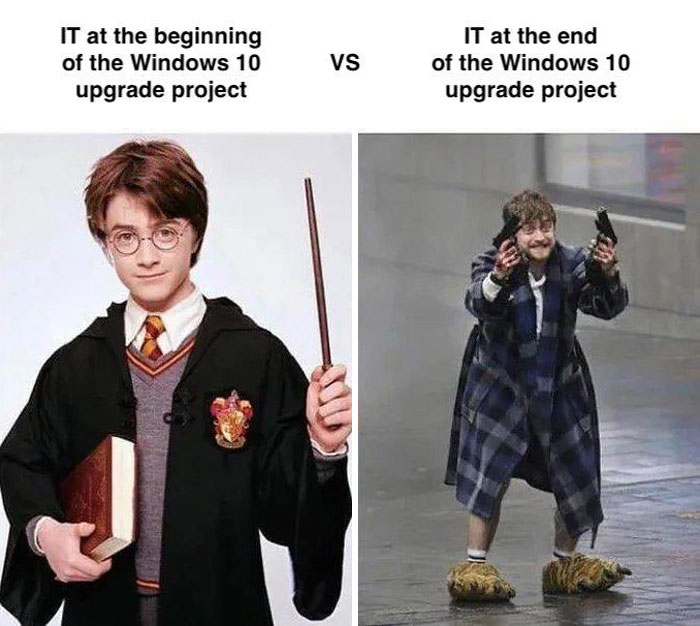 IT at the beginning
of the Windows 10
upgrade project
VS
IT at the end
of the Windows 10
upgrade project